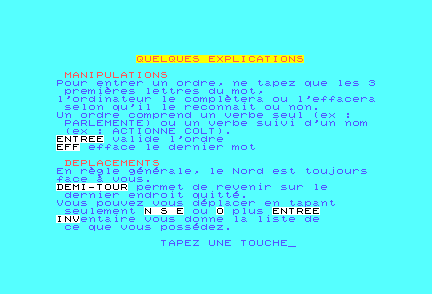 QUELQUES EXPLICATIONS
MANIPULATIONS
Pour entrer un ordre, ne tapez que les 3
premières lettres du mot,
l'ordinateur le complètera ou l'effacera
selon qu'il le reconnait ou non.
Un ordre comprend un verbe seul (ex :
PARLEMENTE) ou un verbe suivi d'un nom
(ex : ACTIONNE COLT).
ENTREE valide l'ordre
EFF efface le dernier mot
DEPLACEMENTS
En règle générale, le Nord est toujours
face à vous.
DEMI-TOUR permet de revenir sur le
dernier endroit quitté.
Vous pouvez vous déplacer en tapant
seulement N S E ou O plus ENTREE
INVentaire vous donne la liste de
ce que vous possédez.
TAPEZ UNE TOUCHE_